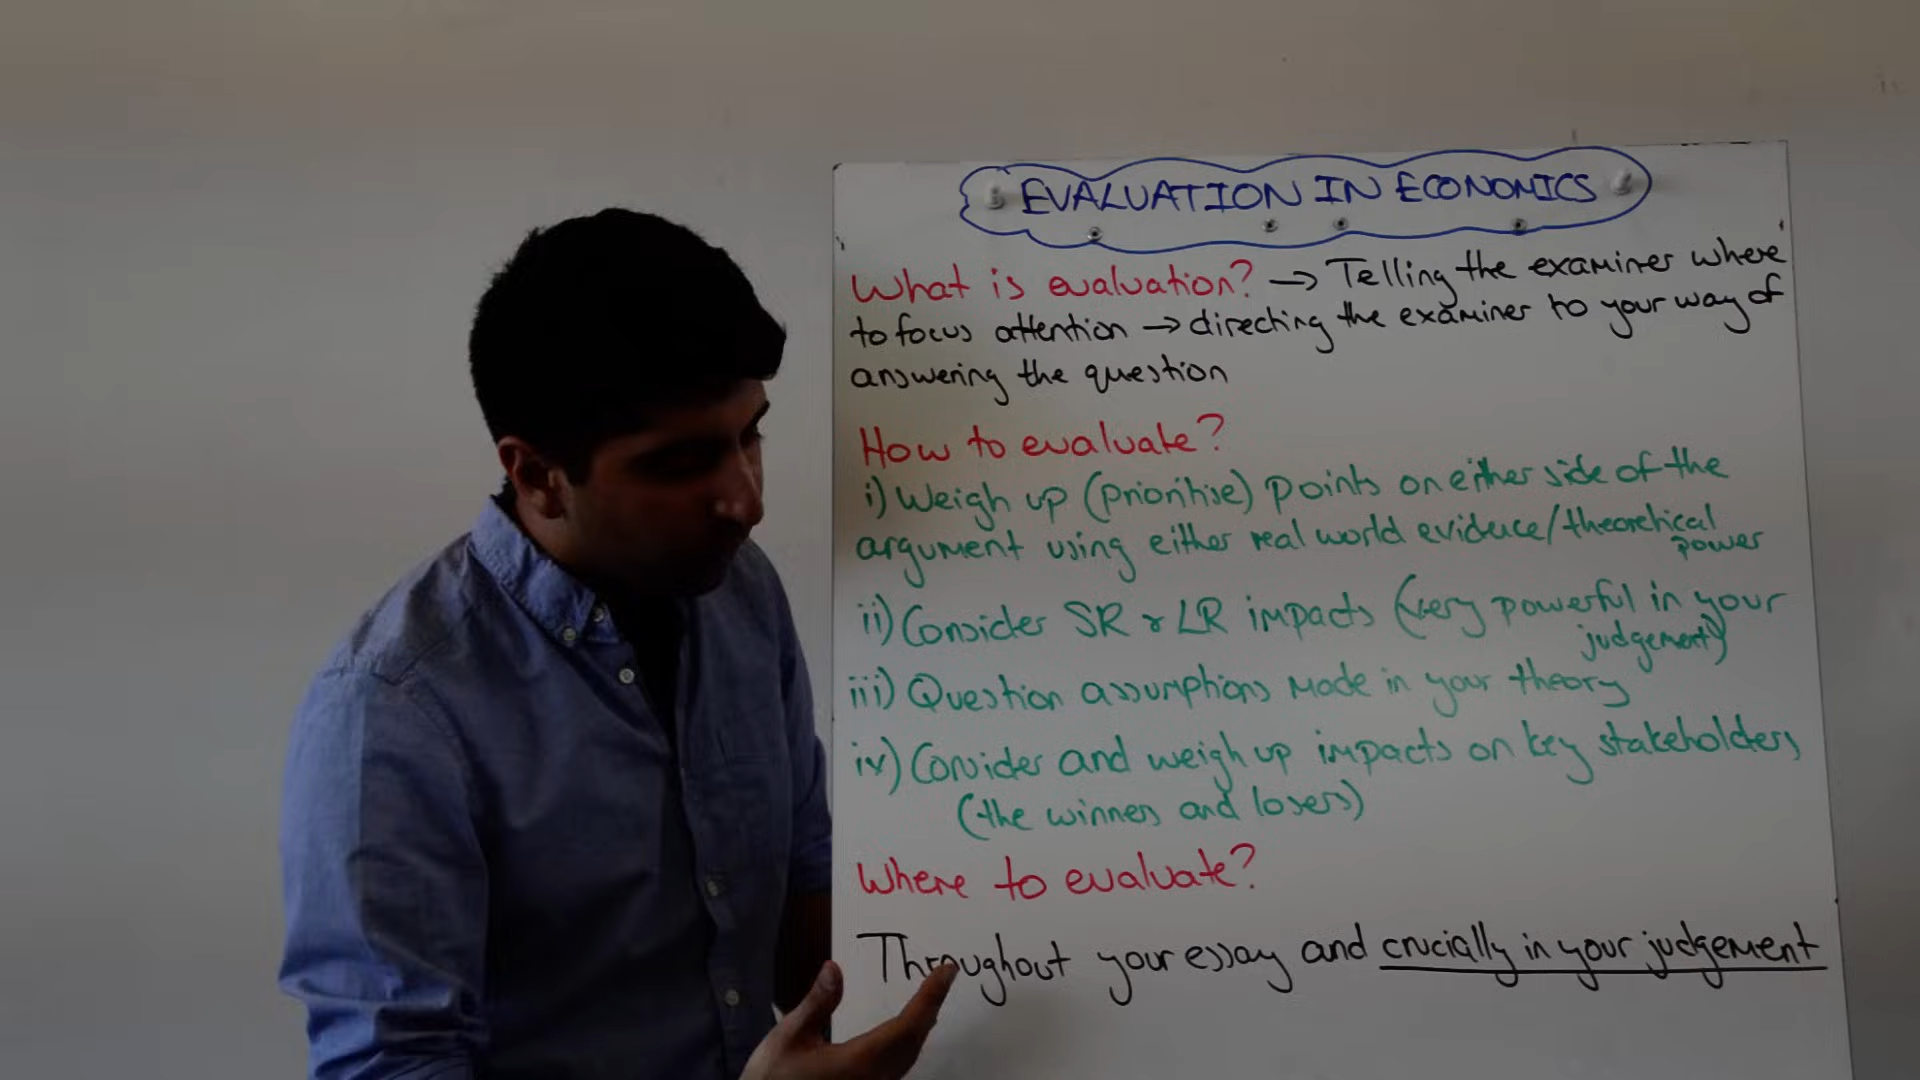 EVALUATION IN ECONOMICS
What is evaluation? → Telling the examiner where
to focus attention → directing the examiner to your way of
answering the question
How to evaluate?
i) Weigh up (prioritise) points on either side of the
argument using either real world evidence/theoretical
power
ii) Consider SR & LR impacts (very powerful in your
judgement)
iii) Question assumptions made in your theory
iv) Consider and weigh up impacts on key stakeholders
(the winners and losers)
Where to evaluate?
Throughout your essay and crucially in your judgement